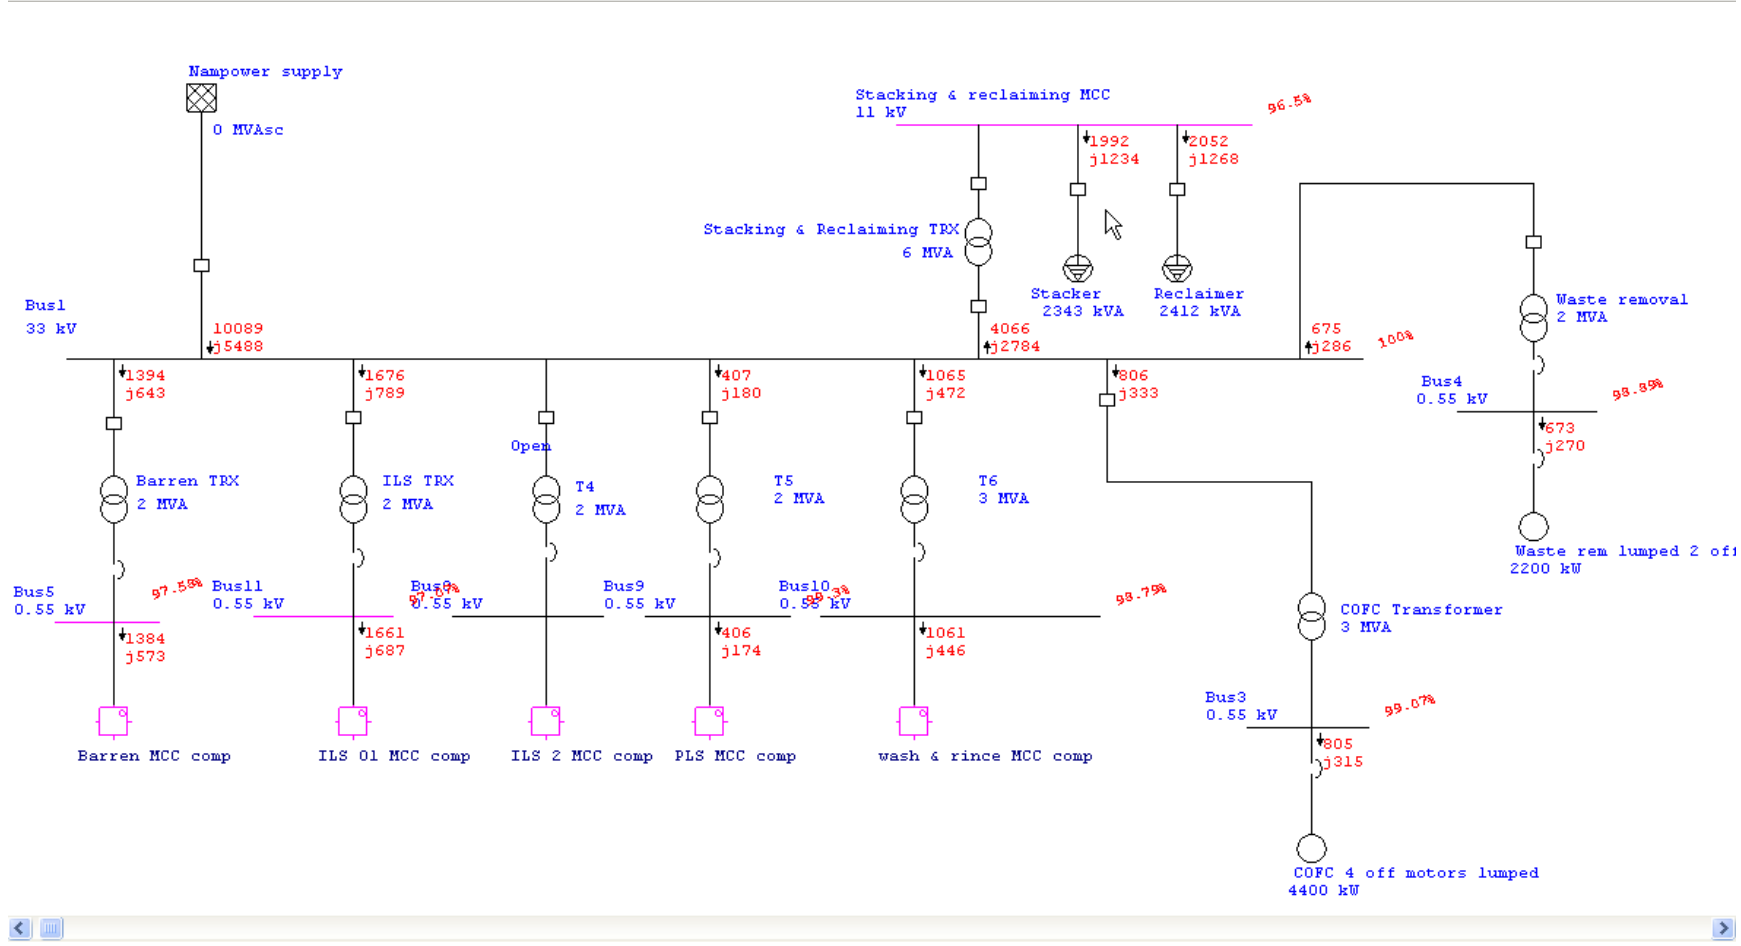 Nampower supply
0 MVAsc
Stacking & reclaiming MCC
11 kV
96.5%
1992
j1234
2052
j1268
Stacking & Reclaiming TRX
6 MVA
Stacker
2343 kVA
Reclaimer
2412 kVA
Waste removal
2 MVA
Bus1
33 kV
10089
j5488
4066
j2784
675
j286
100%
1394
j643
1676
j789
407
j180
1065
j472
806
j333
Bus4
0.55 kV
98.89%
673
j270
Open
Barren TRX
2 MVA
ILS TRX
2 MVA
T4
2 MVA
T5
2 MVA
T6
3 MVA
Waste rem lumped 2 off
2200 kW
Bus5
0.55 kV
97.58%
Bus11
0.55 kV
0.55 kV
Bus9
0.55 kV
Bus10
0.55 kV
98.79%
COFC Transformer
3 MVA
1384
j573
1661
j687
406
j174
1061
j446
Bus3
0.55 kV
99.07%
805
j315
Barren MCC comp
ILS 01 MCC comp
ILS 2 MCC comp
PLS MCC comp
wash & rince MCC comp
COFC 4 off motors lumped
4400 kW